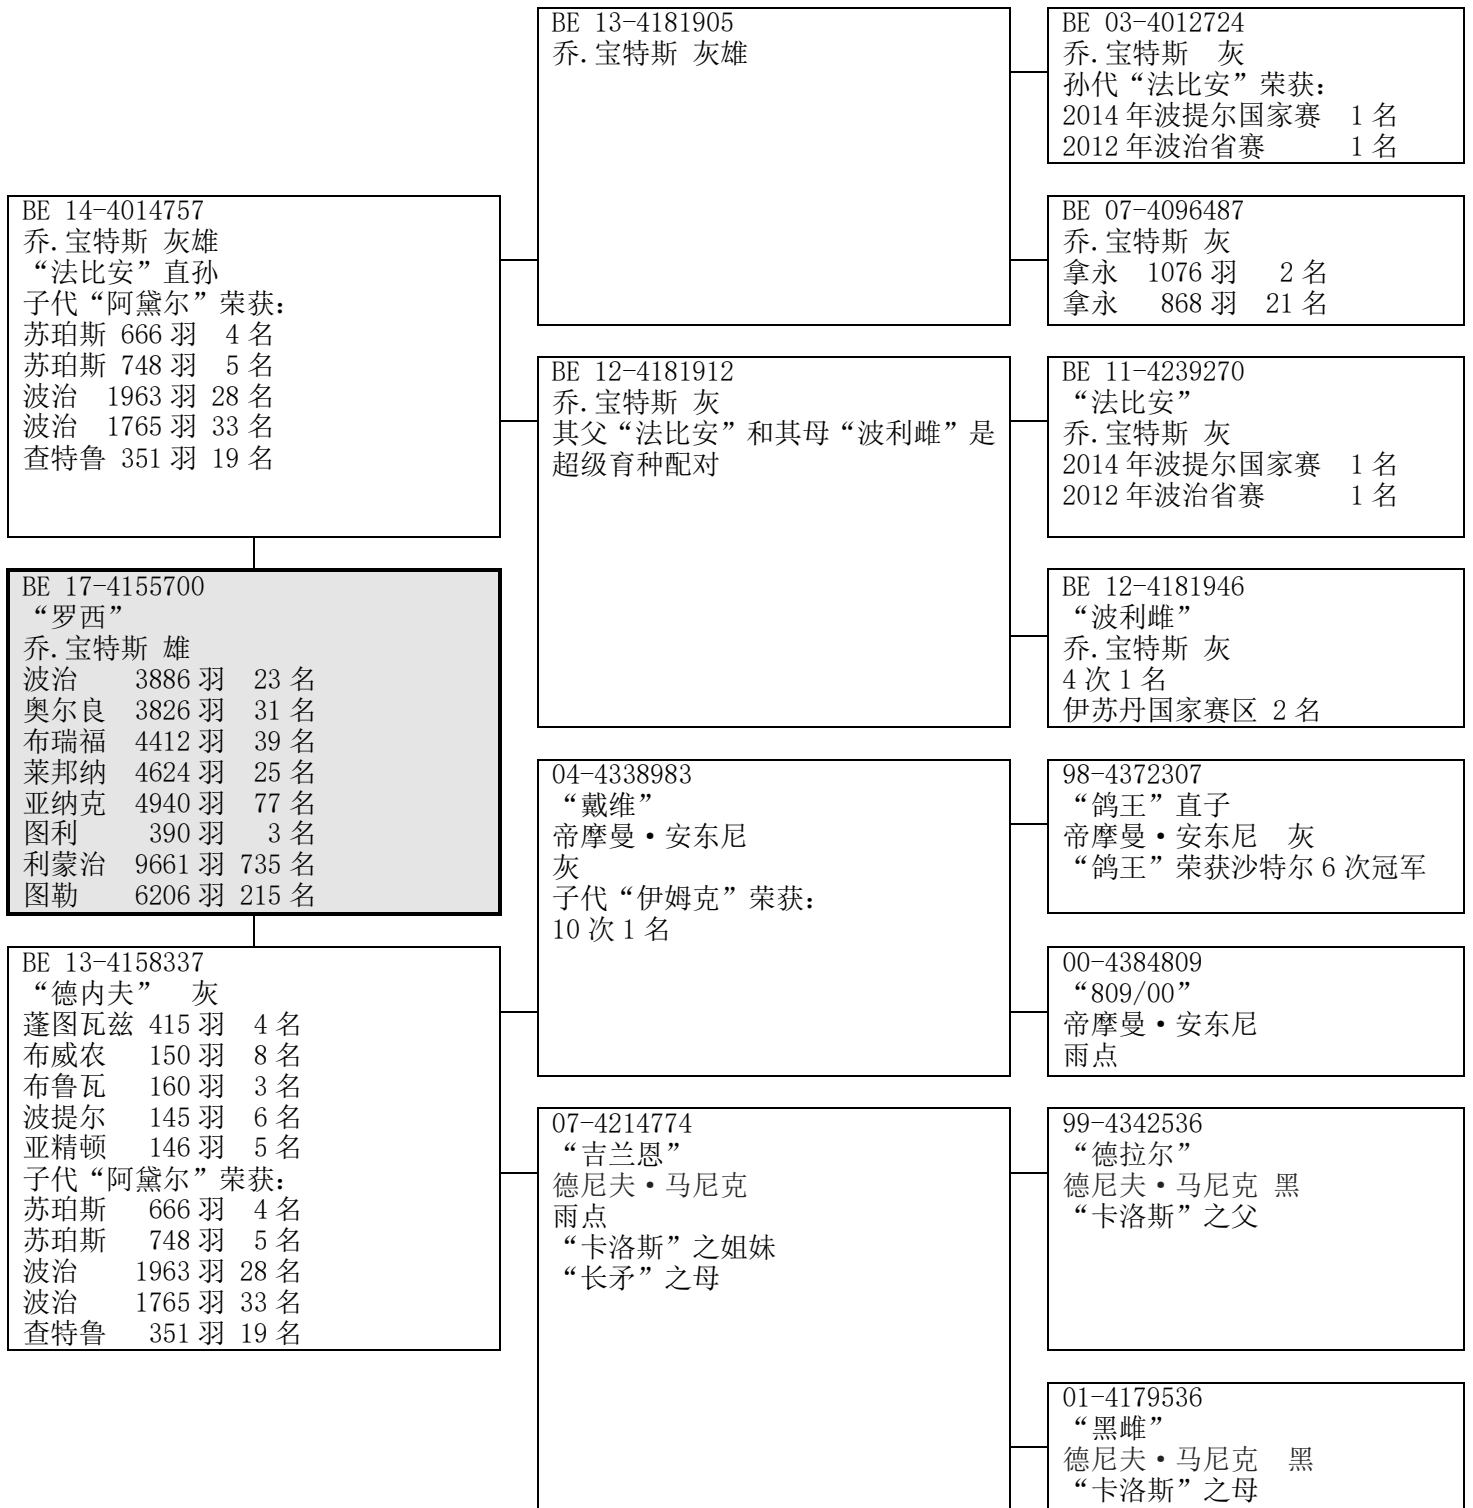 BE 14-4014757
乔.宝特斯 灰雄
“法比安”直孙
子代“阿黛尔”荣获：
苏珀斯 666 羽 4 名
苏珀斯 748 羽 5 名
波治 1963 羽 28 名
波治 1765 羽 33 名
查特鲁 351 羽 19 名
BE 17-4155700
“罗西”
乔.宝特斯 雄
波治 3886 羽 23 名
奥尔良 3826 羽 31 名
布瑞福 4412 羽 39 名
莱邦纳 4624 羽 25 名
亚纳克 4940 羽 77 名
图利 390 羽 3 名
利蒙治 9661 羽 735 名
图勒 6206 羽 215 名
BE 13-4158337
“德内夫” 灰
蓬图瓦兹 415 羽 4 名
布威农 150 羽 8 名
布鲁瓦 160 羽 3 名
波提尔 145 羽 6 名
亚精顿 146 羽 5 名
子代“阿黛尔”荣获：
苏珀斯 666 羽 4 名
苏珀斯 748 羽 5 名
波治 1963 羽 28 名
波治 1765 羽 33 名
查特鲁 351 羽 19 名
BE 13-4181905
乔.宝特斯 灰雄
BE 12-4181912
乔.宝特斯 灰
其父“法比安”和其母“波利雌”是
超级育种配对
04-4338983
“戴维”
帝摩曼·安东尼
灰
子代“伊姆克”荣获：
10 次 1 名
07-4214774
“吉兰恩”
德尼夫·马尼克
雨点
“卡洛斯”之姐妹
“长矛”之母
BE 03-4012724
乔.宝特斯 灰
孙代“法比安”荣获：
2014 年波提尔国家赛 1 名
2012 年波治省赛 1 名
BE 07-4096487
乔.宝特斯 灰
拿永 1076 羽 2 名
拿永 868 羽 21 名
BE 11-4239270
“法比安”
乔.宝特斯 灰
2014 年波提尔国家赛 1 名
2012 年波治省赛 1 名
BE 12-4181946
“波利雌”
乔.宝特斯 灰
4 次 1 名
伊苏丹国家赛区 2 名
98-4372307
“鸽王”直子
帝摩曼·安东尼 灰
“鸽王”荣获沙特尔 6 次冠军
00-4384809
“809/00”
帝摩曼·安东尼
雨点
99-4342536
“德拉尔”
德尼夫·马尼克 黑
“卡洛斯”之父
01-4179536
“黑雌”
德尼夫·马尼克 黑
“卡洛斯”之母